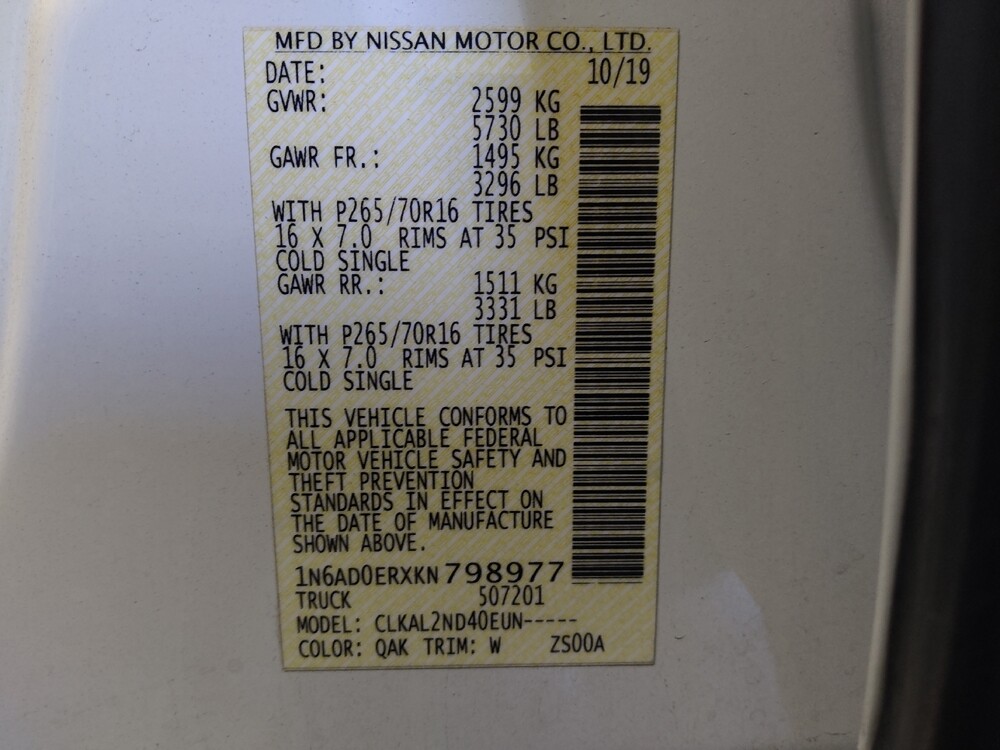 MFD BY NISSAN MOTOR CO., LTD.
DATE: 10/19
GVWR: 2599 KG
5730 LB
GAWR FR.: 1495 KG
3296 LB
WITH P265/70R16 TIRES
16 X 7.0 RIMS AT 35 PSI
COLD SINGLE
GAWR RR.: 1511 KG
3331 LB
WITH P265/70R16 TIRES
16 X 7.0 RIMS AT 35 PSI
COLD SINGLE
THIS VEHICLE CONFORMS TO
ALL APPLICABLE FEDERAL
MOTOR VEHICLE SAFETY AND
THEFT PREVENTION
STANDARDS IN EFFECT ON
THE DATE OF MANUFACTURE
SHOWN ABOVE.
1N6AD0ERXKN798977
TRUCK 507201
MODEL: CLKAL2ND40EUN-----
COLOR: QAK TRIM: W ZS00A